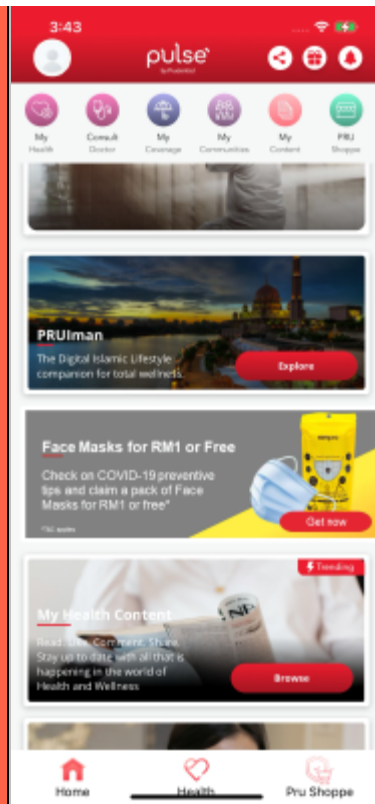 3:43
pulse
by Prudential
My Health
Consult Doctor
My Coverage
My Communities
My Content
PRU Shoppe
PRUIman
The Digital Islamic Lifestyle
companion for total wellness.
Explore
Face Masks for RM1 or Free
Check on COVID-19 preventive
tips and claim a pack of Face
Masks for RM1 or free*
Get now
Trending
My Health Content
Read. Like. Comment. Share.
Stay up to date with all that is
happening in the world of
Health and Wellness
Browse
Home
Health
Pru Shoppe